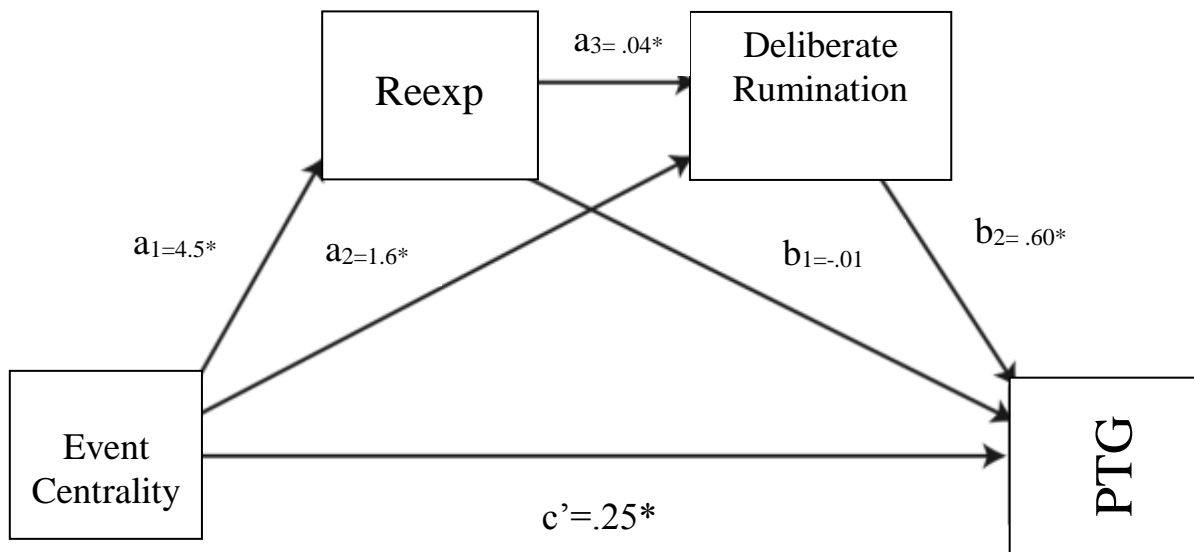 a3= .04*
Reexp
Deliberate
Rumination
a1=4.5*
a2=1.6*
b1=-.01
b2= .60*
Event
Centrality
PTG
c’=.25*